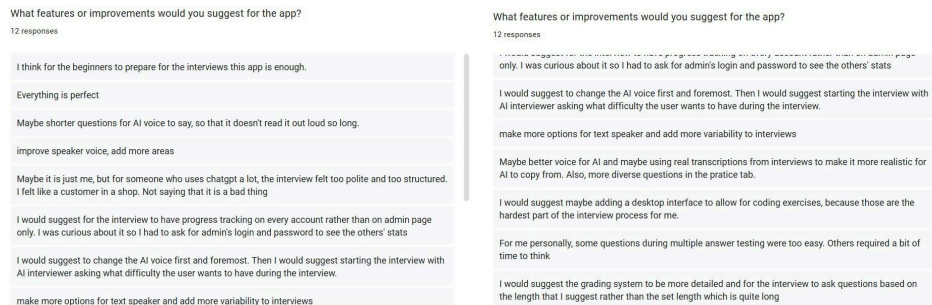 What features or improvements would you suggest for the app?
12 responses
I think for the beginners to prepare for the interviews this app is enough.
Everything is perfect
Maybe shorter questions for AI voice to say, so that it doesn't read it out loud so long.
improve speaker voice, add more areas
Maybe it is just me, but for someone who uses chatgpt a lot, the interview felt too polite and too structured.
I felt like a customer in a shop. Not saying that it is a bad thing
I would suggest for the interview to have progress tracking on every account rather than on admin page
only. I was curious about it so I had to ask for admin's login and password to see the others' stats
I would suggest to change the AI voice first and foremost. Then I would suggest starting the interview with
AI interviewer asking what difficulty the user wants to have during the interview.
make more options for text speaker and add more variability to interviews
What features or improvements would you suggest for the app?
12 responses
I would suggest for the interview to have progress tracking on every account rather than on admin page
only. I was curious about it so I had to ask for admin's login and password to see the others' stats
I would suggest to change the AI voice first and foremost. Then I would suggest starting the interview with
AI interviewer asking what difficulty the user wants to have during the interview.
make more options for text speaker and add more variability to interviews
Maybe better voice for AI and maybe using real transcriptions from interviews to make it more realistic for
AI to copy from. Also, more diverse questions in the pratice tab.
I would suggest maybe adding a desktop interface to allow for coding exercises, because those are the
hardest part of the interview process for me.
For me personally, some questions during multiple answer testing were too easy. Others required a bit of
time to think
I would suggest the grading system to be more detailed and for the interview to ask questions based on
the length that I suggest rather than the set length which is quite long